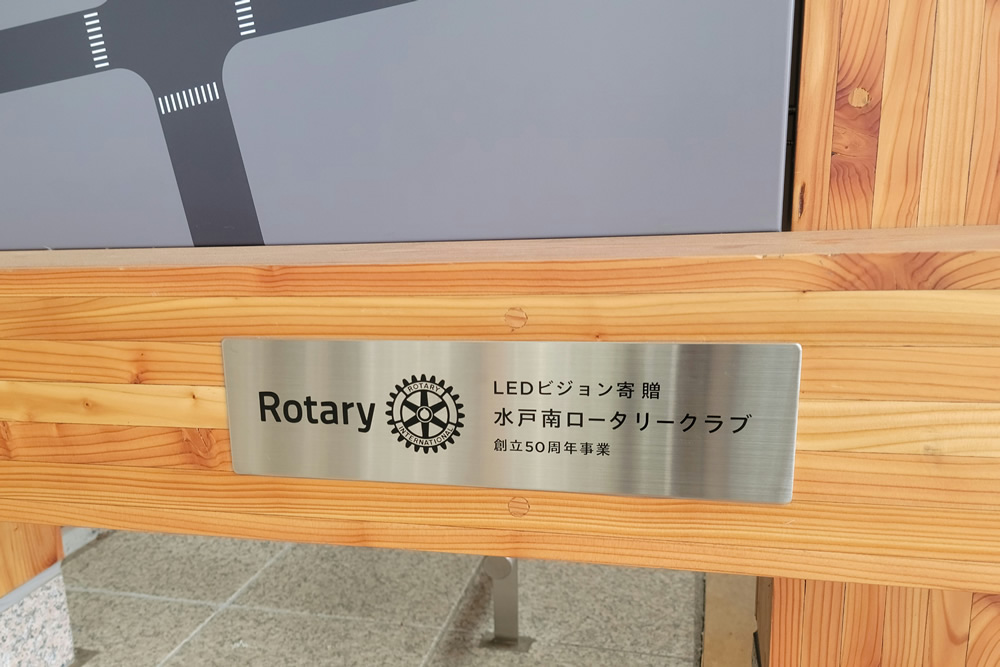 Rotary
ROTARY
INTERNATIONAL
LEDビジョン寄贈
水戸南ロータリークラブ
創立50周年事業